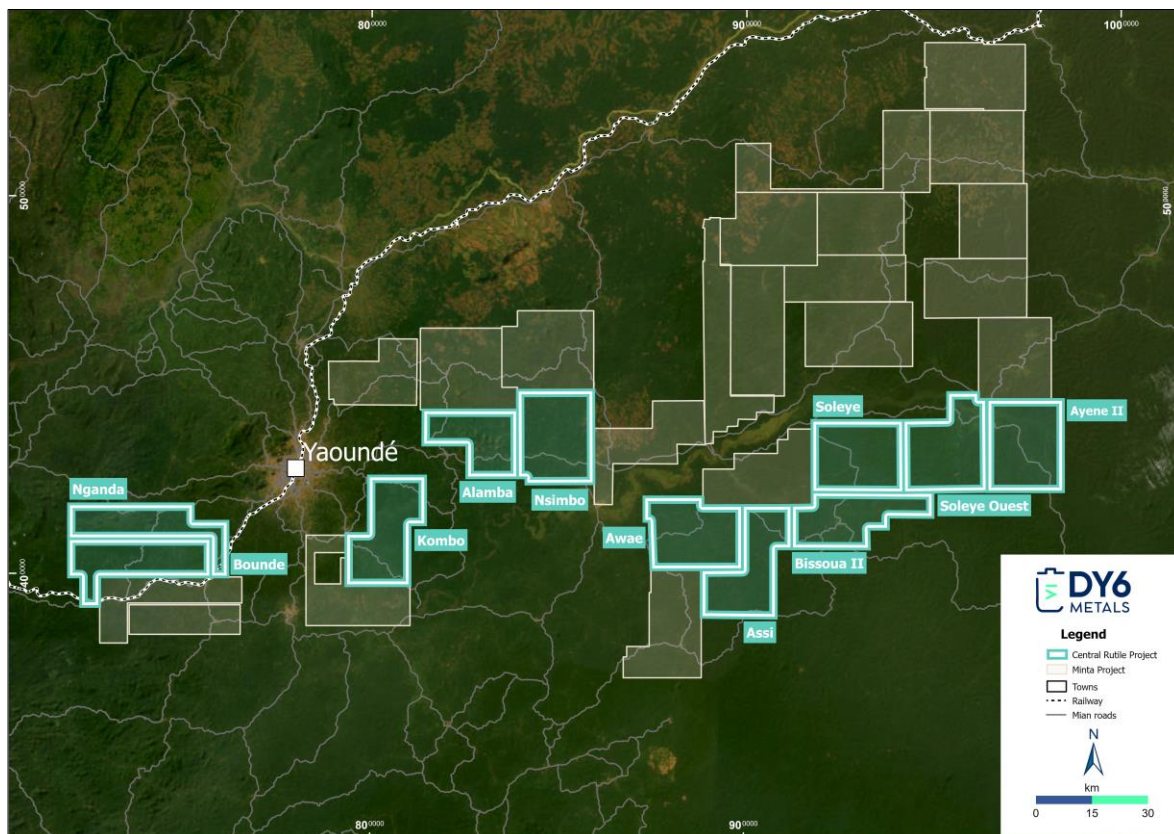 80⁰⁰⁰⁰
90⁰⁰⁰⁰
100⁰⁰⁰⁰
50⁰⁰⁰⁰
50⁰⁰⁰⁰
Soleye
Ayene II
Yaoundé
Nganda
Alamba
Nsimbo
Soleye Ouest
Awae
Kombo
Bounde
Bissoua II
40⁰⁰⁰⁰
40⁰⁰⁰⁰
Assi
DY6
METALS
Legend
Central Rutile Project
Minta Project
Towns
Railway
Mian roads
N
km
0 15 30
80⁰⁰⁰⁰
90⁰⁰⁰⁰
100⁰⁰⁰⁰